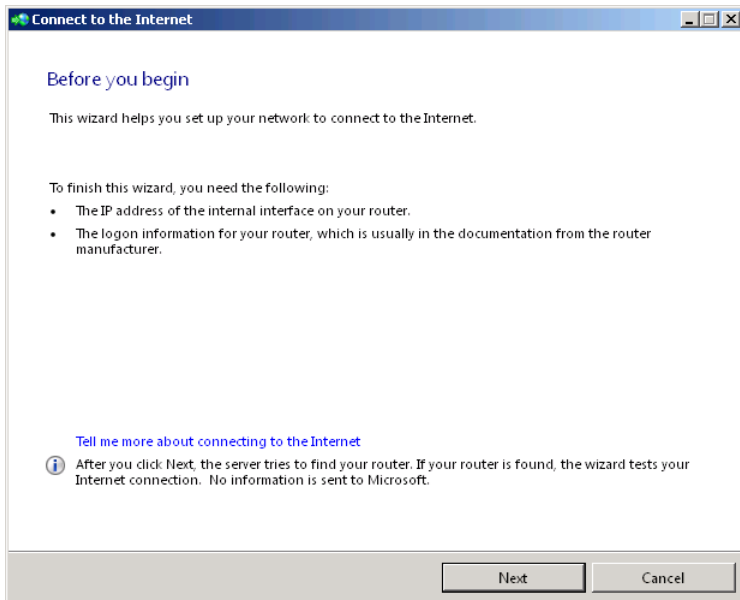 Connect to the Internet
Before you begin
This wizard helps you set up your network to connect to the Internet.
To finish this wizard, you need the following:
• The IP address of the internal interface on your router.
• The logon information for your router, which is usually in the documentation from the router
manufacturer.
Tell me more about connecting to the Internet
After you click Next, the server tries to find your router. If your router is found, the wizard tests your
Internet connection. No information is sent to Microsoft.
Next Cancel